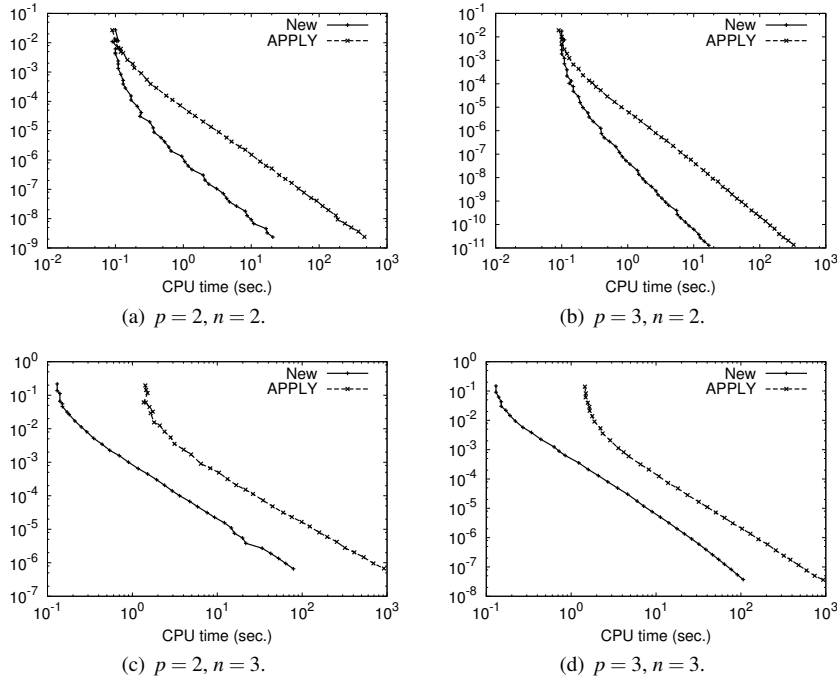 New
APPLY
10^-1
10^-2
10^-3
10^-4
10^-5
10^-6
10^-7
10^-8
10^-9
10^-2 10^-1 10^0 10^1 10^2 10^3
CPU time (sec.)
(a) p = 2, n = 2.
New
APPLY
10^-1
10^-2
10^-3
10^-4
10^-5
10^-6
10^-7
10^-8
10^-9
10^-10
10^-11
10^-2 10^-1 10^0 10^1 10^2 10^3
CPU time (sec.)
(b) p = 3, n = 2.
New
APPLY
10^0
10^-1
10^-2
10^-3
10^-4
10^-5
10^-6
10^-7
10^-1 10^0 10^1 10^2 10^3
CPU time (sec.)
(c) p = 2, n = 3.
New
APPLY
10^0
10^-1
10^-2
10^-3
10^-4
10^-5
10^-6
10^-7
10^-8
10^-1 10^0 10^1 10^2 10^3
CPU time (sec.)
(d) p = 3, n = 3.